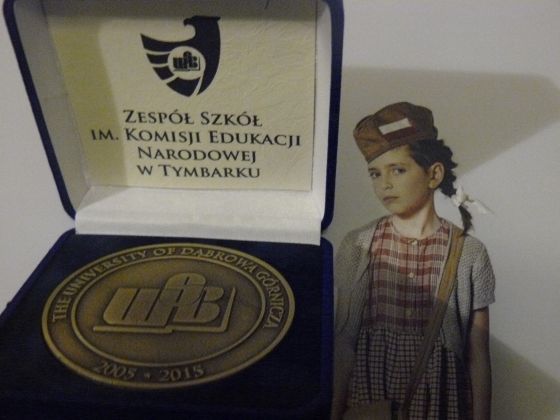 ZESPÓŁ SZKÓŁ
IM. KOMISJI EDUKACJI
NARODOWEJ
W TYMBARKU
THE UNIVERSITY OF DĄBROWA GÓRNICZA
2005 ★ 2015